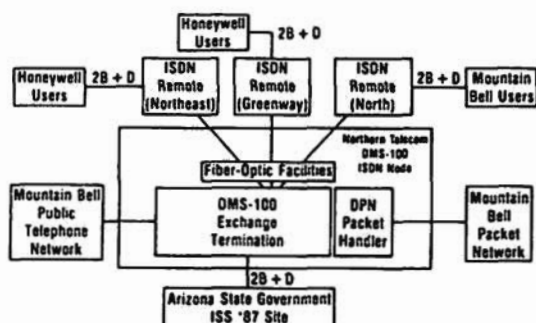 Honeywell
Users
2B + D
Honeywell
Users
2B + D
ISDN
Remote
(Northeast)
ISDN
Remote
(Greenway)
ISDN
Remote
(North)
2B + D
Mountain
Bell Users
Northern Telecom
DMS-100
ISDN Node
Fiber-Optic Facilities
Mountain Bell
Public
Telephone
Network
DMS-100
Exchange
Termination
DPN
Packet
Handler
Mountain
Bell
Packet
Network
2B + D
Arizona State Government
ISS '87 Site